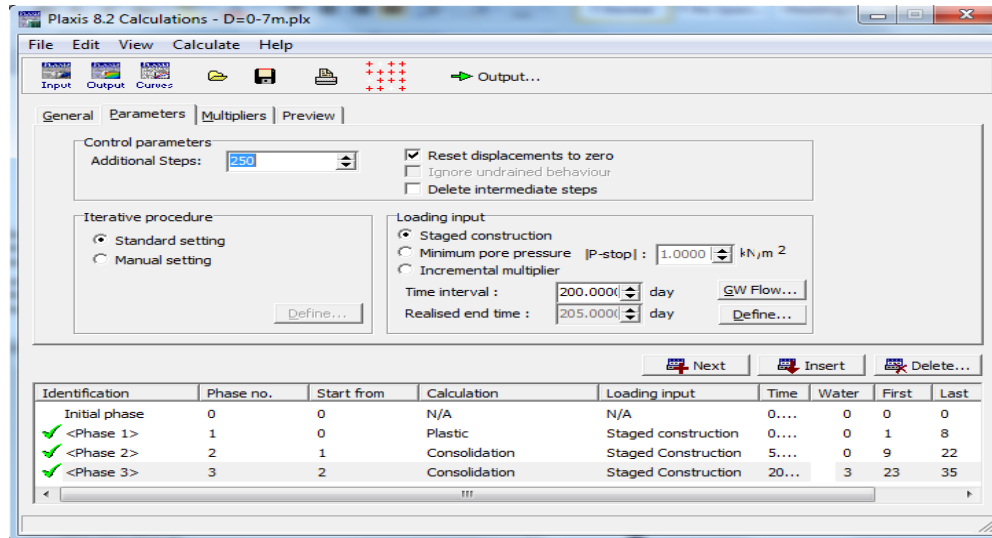 Plaxis 8.2 Calculations - D=0-7m.plx
File Edit View Calculate Help
Input Output Curves Output...
General Parameters Multipliers Preview
Control parameters
Additional Steps: 250
Reset displacements to zero
Ignore undrained behaviour
Delete intermediate steps
Iterative procedure
Standard setting
Manual setting
Define...
Loading input
Staged construction
Minimum pore pressure |P-stop| : 1.0000 kN/m 2
Incremental multiplier
Time interval : 200.000( day GW Flow...
Realised end time : 205.000( day Define...
Next Insert Delete...
Identification Phase no. Start from Calculation Loading input Time Water First Last
Initial phase 0 0 N/A N/A 0.... 0 0 0
<Phase 1> 1 0 Plastic Staged construction 0.... 0 1 8
<Phase 2> 2 1 Consolidation Staged Construction 5.... 0 9 22
<Phase 3> 3 2 Consolidation Staged Construction 20... 3 23 35